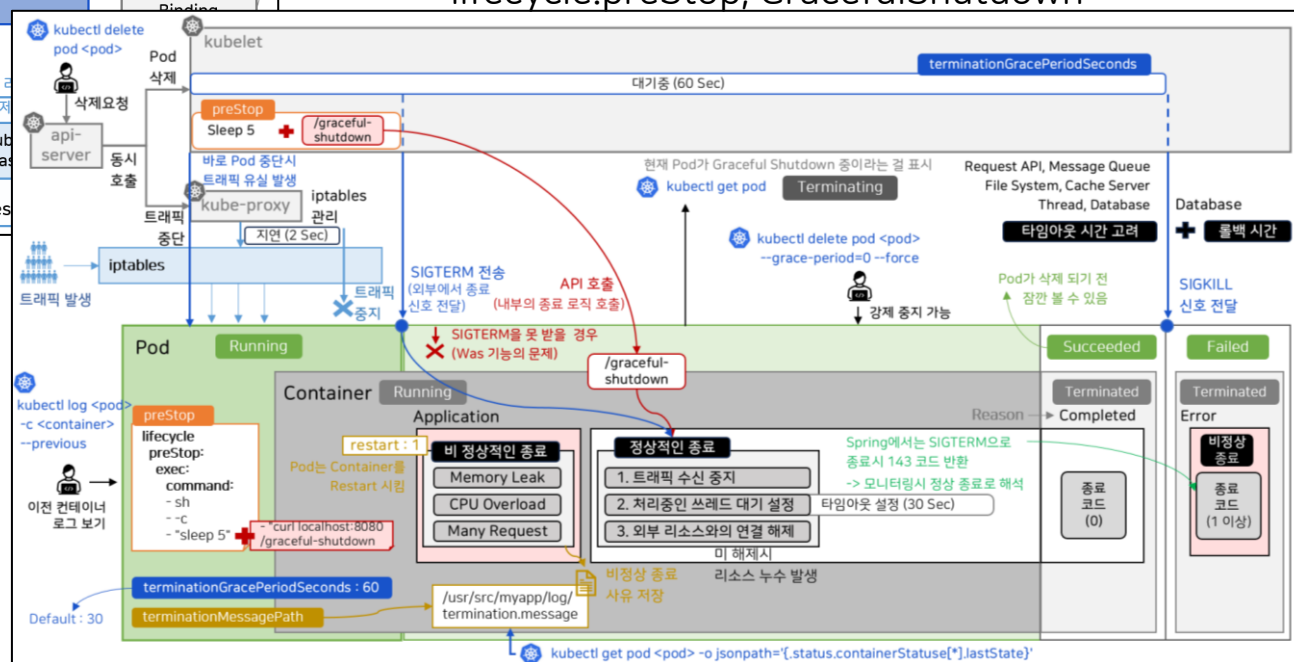 Binding
lifecycle.preStop, GracefulShutdown
kubectl delete
pod <pod>
kubelet
Pod
삭제
terminationGracePeriodSeconds
대기중 (60 Sec)
삭제요청
api-
server
동시
호출
preStop
Sleep 5
/graceful-
shutdown
바로 Pod 중단시
트래픽 유실 발생
kube-proxy
iptables
관리
트래픽
중단
지연 (2 Sec)
iptables
트래픽 발생
트래픽
중지
현재 Pod가 Graceful Shutdown 중이라는 걸 표시
kubectl get pod
Terminating
Request API, Message Queue
File System, Cache Server
Thread, Database
타임아웃 시간 고려
Database
롤백 시간
kubectl delete pod <pod>
--grace-period=0 --force
강제 중지 가능
SIGTERM 전송
(외부에서 종료
신호 전달)
API 호출
(내부의 종료 로직 호출)
SIGTERM을 못 받을 경우
(Was 기능의 문제)
Pod가 삭제 되기 전
잠깐 볼 수 있음
SIGKILL
신호 전달
Pod
Running
/graceful-
shutdown
Succeeded
Failed
Container
Running
Terminated
Terminated
Application
Reason
Completed
Error
kubectl log <pod>
-c <container>
--previous
이전 컨테이너
로그 보기
preStop
lifecycle
preStop:
exec:
command:
- sh
- -c
- "sleep 5"
- "curl localhost:8080
/graceful-shutdown
restart : 1
Pod는 Container를
Restart 시킴
비 정상적인 종료
Memory Leak
CPU Overload
Many Request
정상적인 종료
1. 트래픽 수신 중지
2. 처리중인 쓰레드 대기 설정
타임아웃 설정 (30 Sec)
3. 외부 리소스와의 연결 해제
미 해제시
리소스 누수 발생
Spring에서는 SIGTERM으로
종료시 143 코드 반환
-> 모니터링시 정상 종료로 해석
종료
코드
(0)
비정상
종료
종료
코드
(1 이상)
비정상 종료
사유 저장
terminationGracePeriodSeconds : 60
Default : 30
terminationMessagePath
/usr/src/myapp/log/
termination.message
kubectl get pod <pod> -o jsonpath='{.status.containerStatuse[*].lastState}'